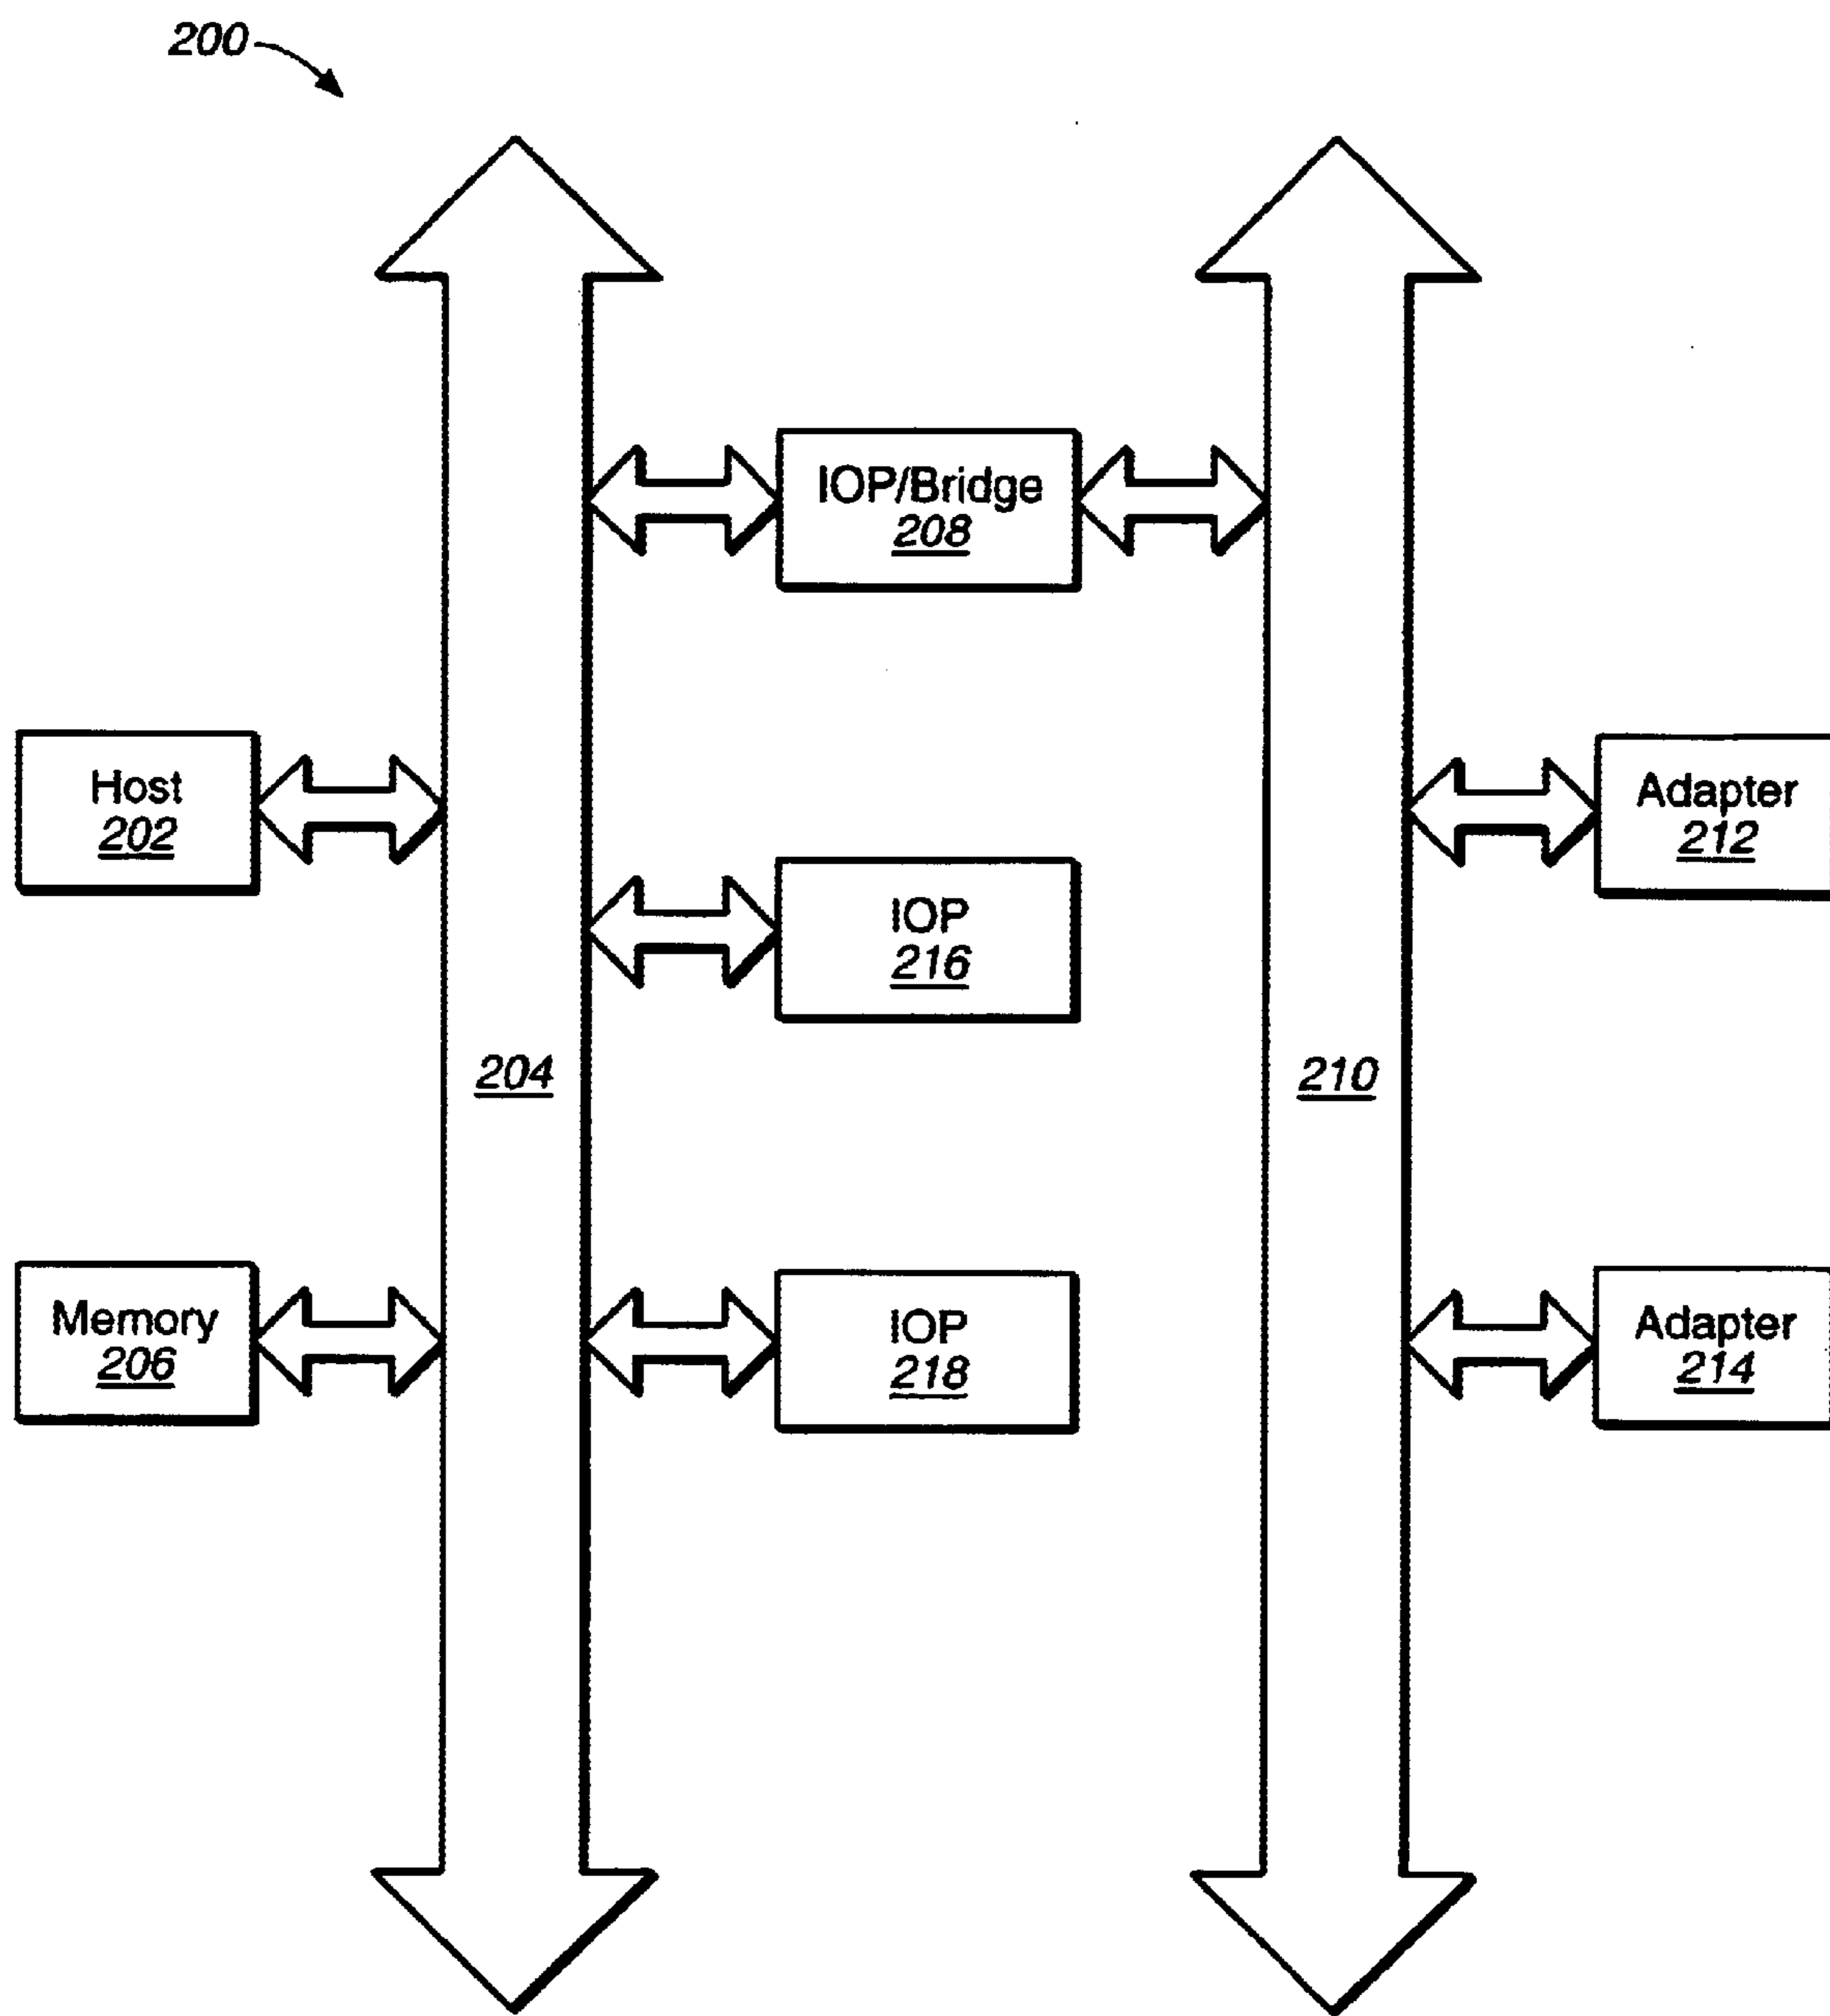 200
IOP/Bridge
208
Host
202
Adapter
212
IOP
216
204
210
Memory
206
IOP
218
Adapter
214